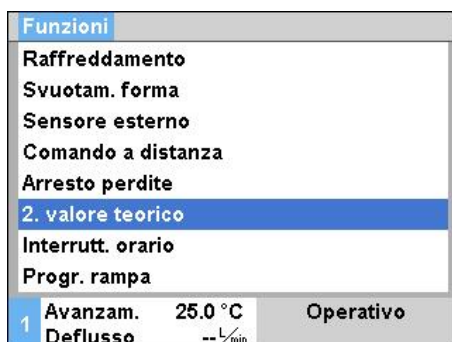 Funzioni
Raffreddamento
Svuotam. forma
Sensore esterno
Comando a distanza
Arresto perdite
2. valore teorico
Interrutt. orario
Progr. rampa
1 Avanzam. 25.0 °C Operativo
Deflusso -- L/min